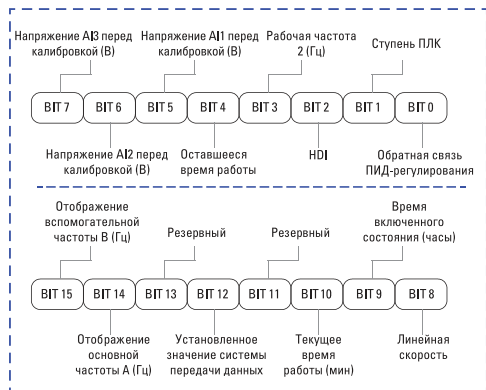 Напряжение AI3 перед
калибровкой (В)
Напряжение AI1 перед
калибровкой (В)
Рабочая частота
2 (Гц)
Ступень ПЛК
BIT 7
BIT 6
BIT 5
BIT 4
BIT 3
BIT 2
BIT 1
BIT 0
Напряжение AI2 перед
калибровкой (В)
Оставшееся
время работы
HDI
Обратная связь
ПИД-регулирования
Отображение
вспомогательной
частоты B (Гц)
Резервный
Резервный
Время
включенного
состояния (часы)
BIT 15
BIT 14
BIT 13
BIT 12
BIT 11
BIT 10
BIT 9
BIT 8
Отображение
основной
частоты A (Гц)
Установленное
значение системы
передачи данных
Текущее
время
работы (мин)
Линейная
скорость